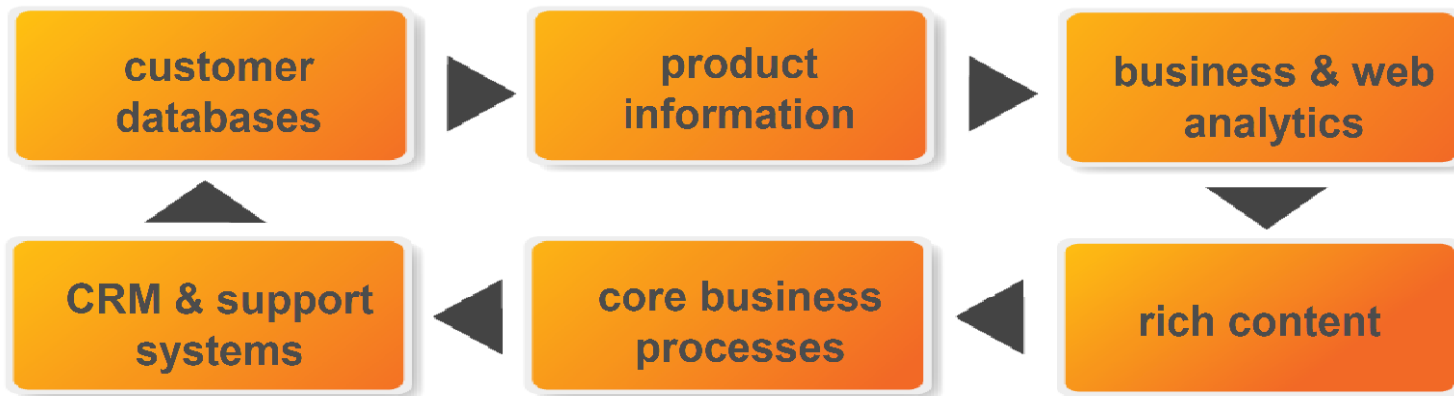 customer
databases
product
information
business & web
analytics
rich content
core business
processes
CRM & support
systems